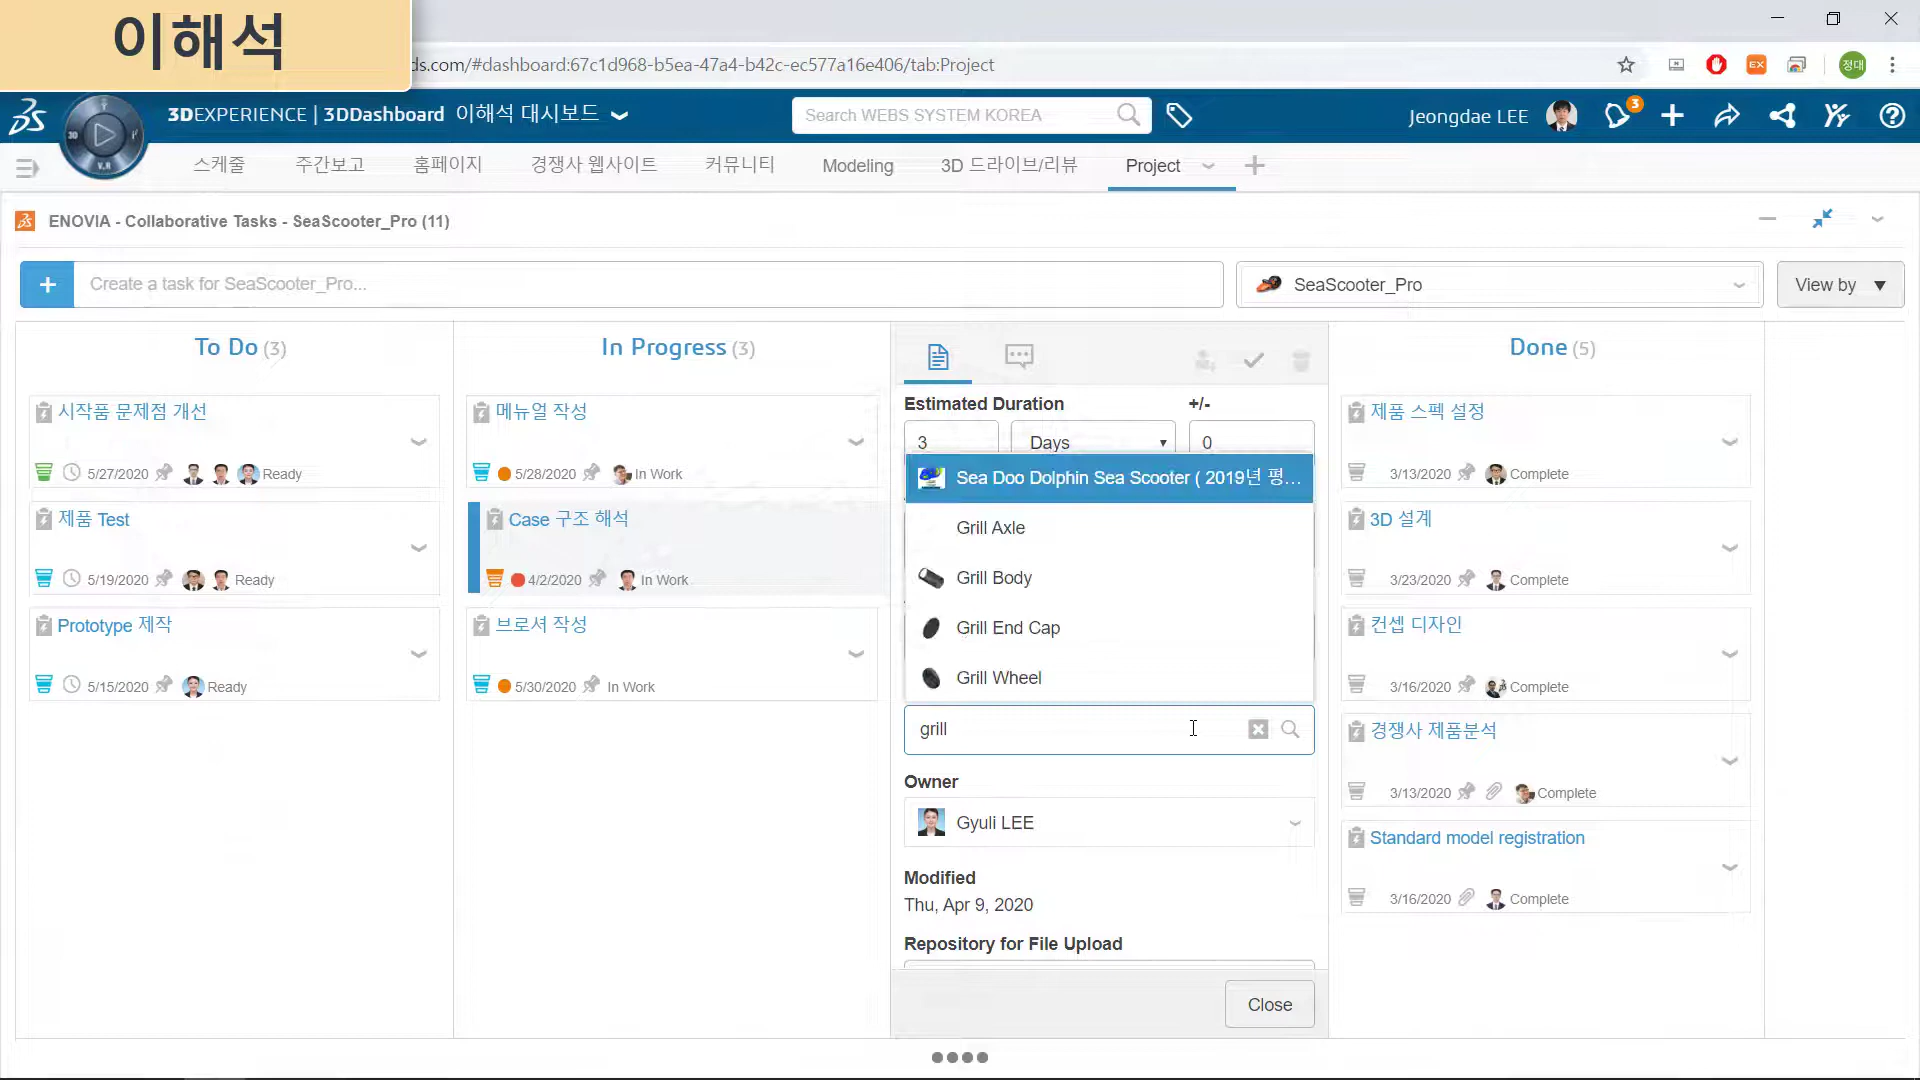 이해석
ds.com/#dashboard:67c1d968-b5ea-47a4-b42c-ec577a16e406/tab:Project
EX
정대
3DEXPERIENCE | 3DDashboard 이해석 대시보드
Search WEBS SYSTEM KOREA
Jeongdae LEE
3
3D
V.R
스케줄
주간보고
홈페이지
경쟁사 웹사이트
커뮤니티
Modeling
3D 드라이브/리뷰
Project
ENOVIA - Collaborative Tasks - SeaScooter_Pro (11)
Create a task for SeaScooter_Pro...
SeaScooter_Pro
View by
To Do (3)
시작품 문제점 개선
5/27/2020 Ready
제품 Test
5/19/2020 Ready
Prototype 제작
5/15/2020 Ready
In Progress (3)
메뉴얼 작성
5/28/2020 In Work
Case 구조 해석
4/2/2020 In Work
브로셔 작성
5/30/2020 In Work
Estimated Duration
+/-
3
Days
0
Sea Doo Dolphin Sea Scooter ( 2019년 평...
Grill Axle
Grill Body
Grill End Cap
Grill Wheel
grill
Owner
Gyuli LEE
Modified
Thu, Apr 9, 2020
Repository for File Upload
Close
Done (5)
제품 스펙 설정
3/13/2020 Complete
3D 설계
3/23/2020 Complete
컨셉 디자인
3/16/2020 Complete
경쟁사 제품분석
3/13/2020 Complete
Standard model registration
3/16/2020 Complete